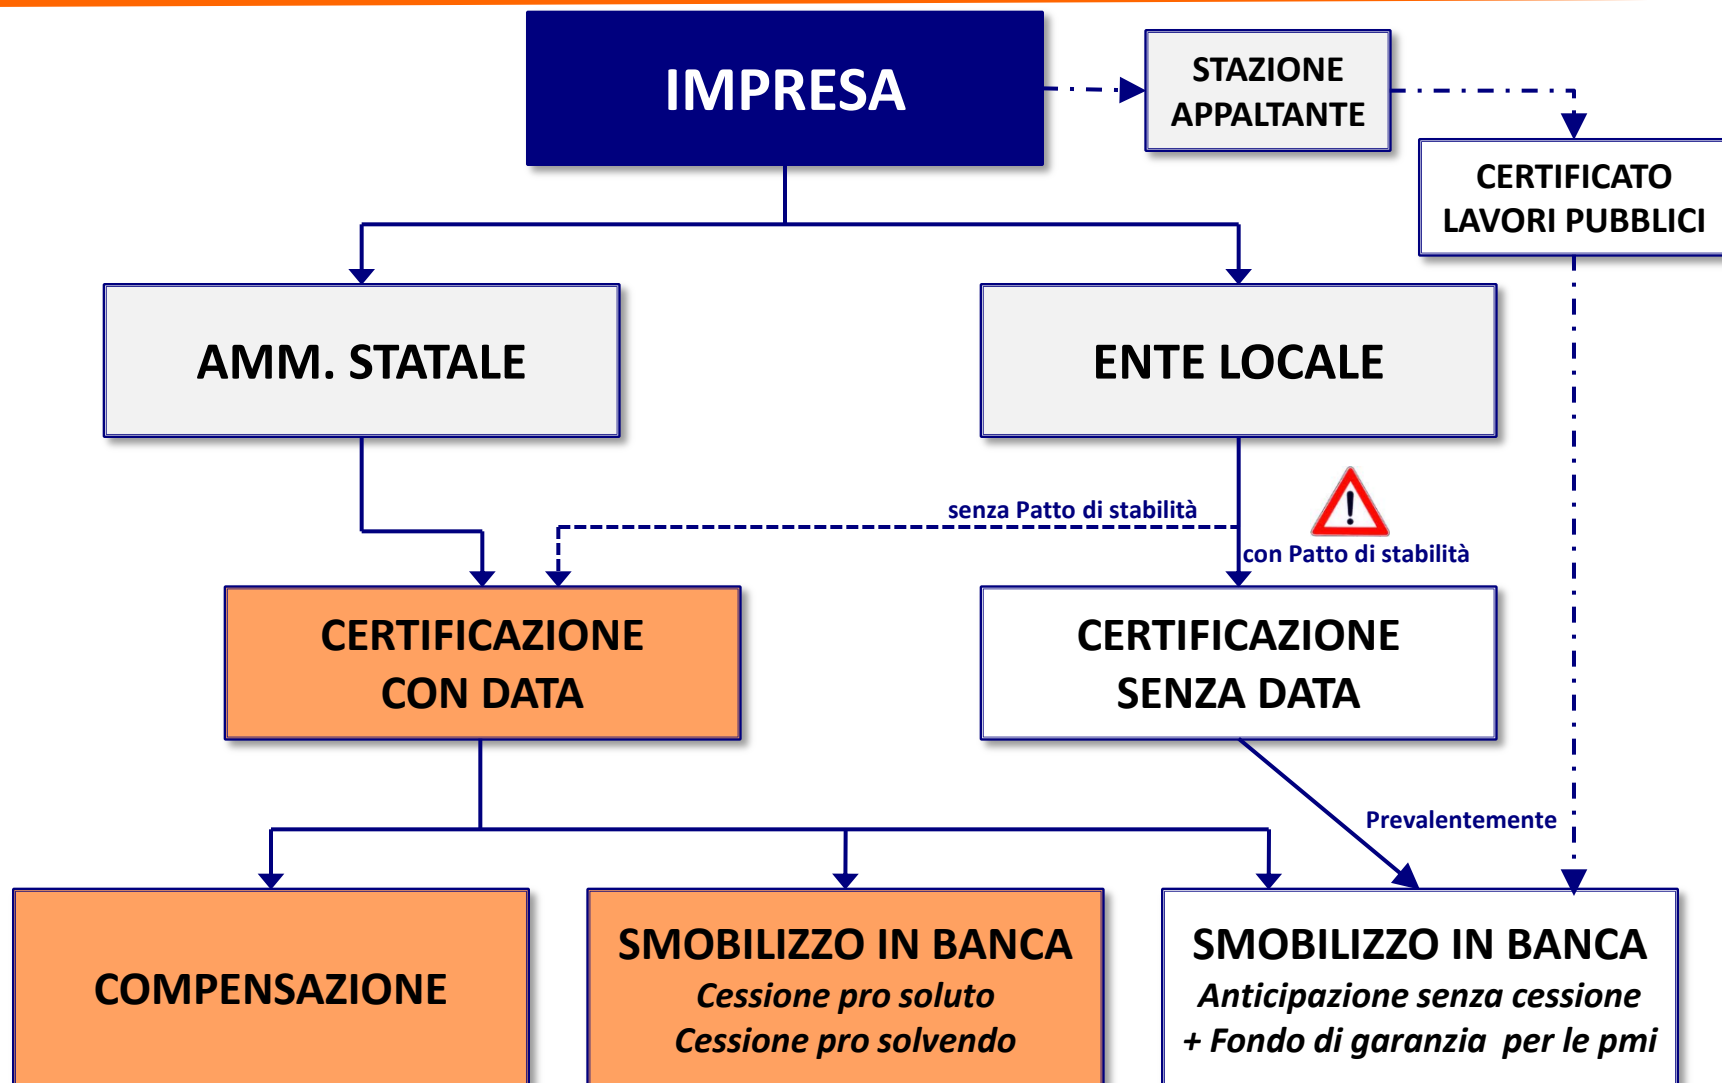 IMPRESA
STAZIONE
APPALTANTE
CERTIFICATO
LAVORI PUBBLICI
AMM. STATALE
ENTE LOCALE
senza Patto di stabilità
con Patto di stabilità
CERTIFICAZIONE
CON DATA
CERTIFICAZIONE
SENZA DATA
Prevalentemente
COMPENSAZIONE
SMOBILIZZO IN BANCA
Cessione pro soluto
Cessione pro solvendo
SMOBILIZZO IN BANCA
Anticipazione senza cessione
+ Fondo di garanzia per le pmi